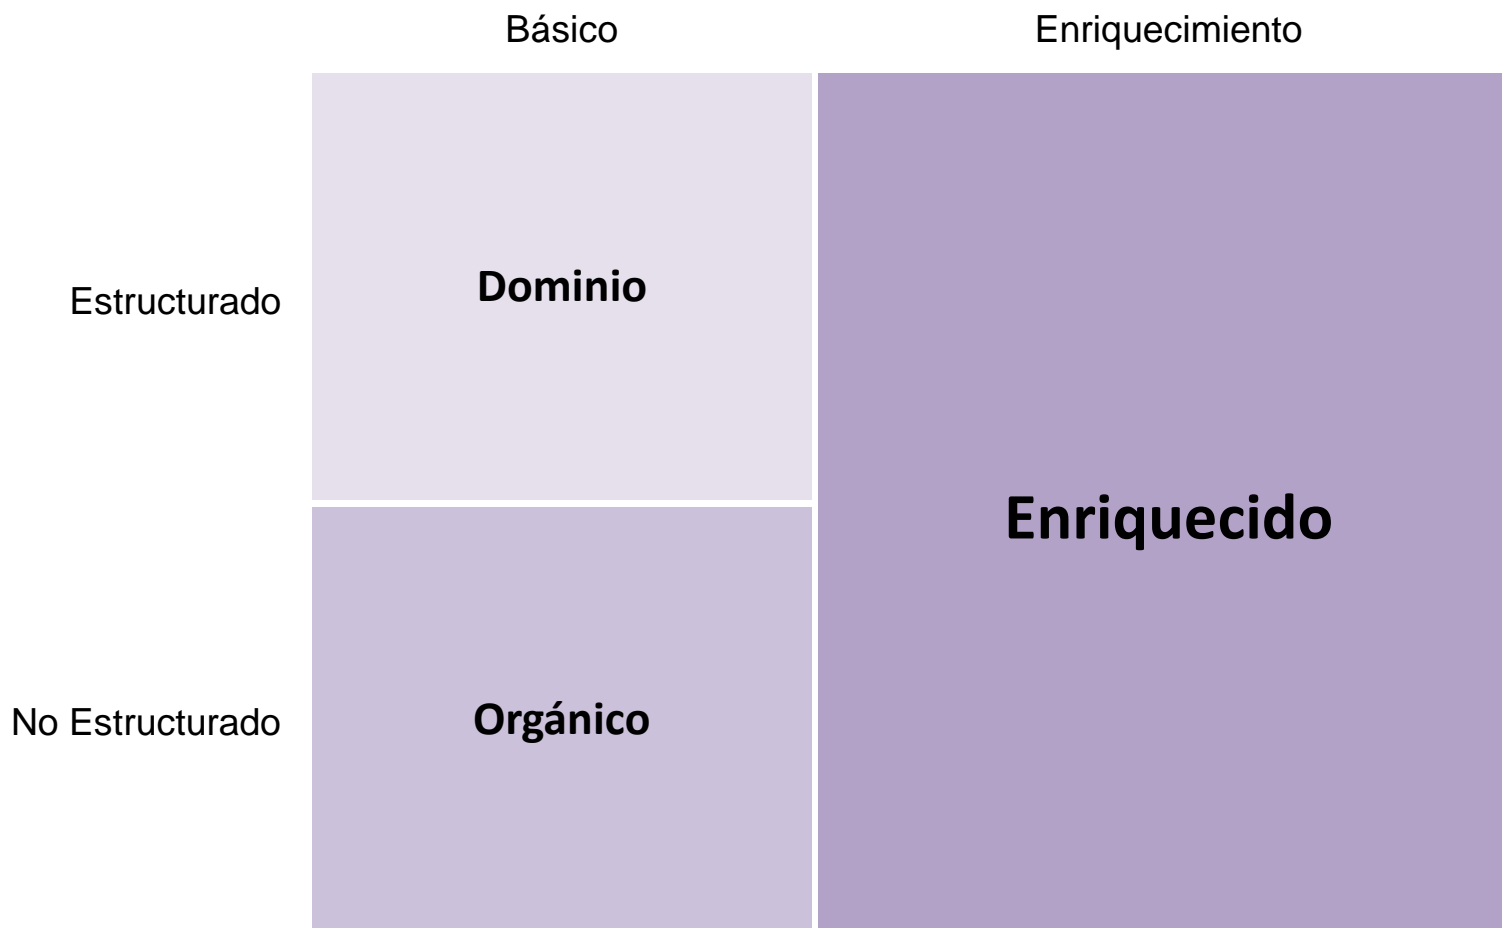 Básico
Enriquecimiento
Estructurado
Dominio
Enriquecido
No Estructurado
Orgánico